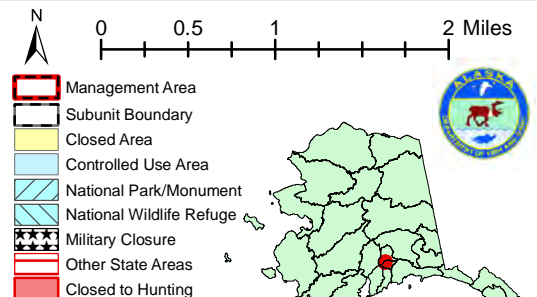 N
0 0.5 1 2 Miles
Management Area
Subunit Boundary
Closed Area
Controlled Use Area
National Park/Monument
National Wildlife Refuge
Military Closure
Other State Areas
Closed to Hunting
ALASKA